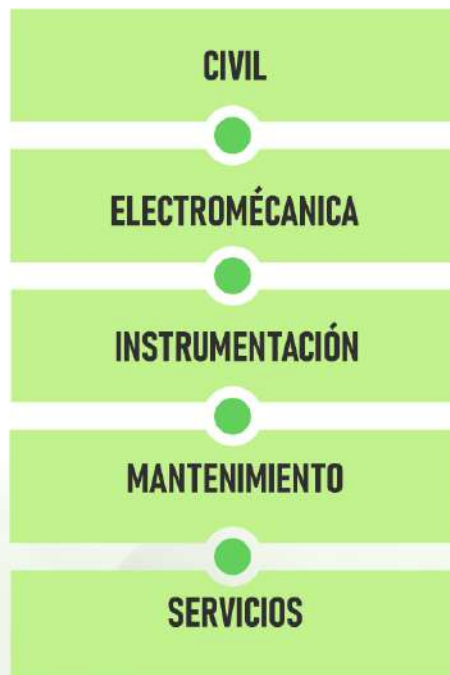 CIVIL
ELECTROMÉCANICA
INSTRUMENTACIÓN
MANTENIMIENTO
SERVICIOS